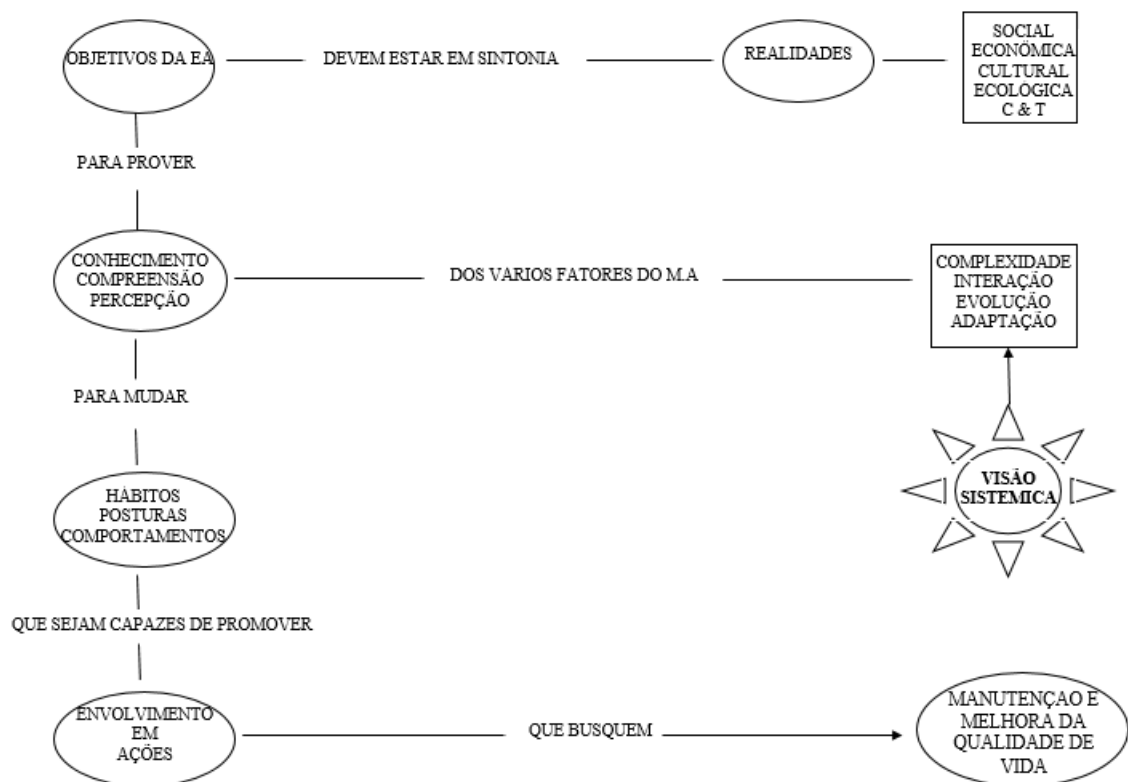 OBJETIVOS DA EA
DEVEM ESTAR EM SINTONIA
REALIDADES
SOCIAL
ECONÔMICA
CULTURAL
ECOLÓGICA
C & T
PARA PROVER
CONHECIMENTO
COMPREENSÃO
PERCEPÇÃO
DOS VARIOS FATORES DO M.A
COMPLEXIDADE
INTERAÇÃO
EVOLUÇÃO
ADAPTAÇÃO
PARA MUDAR
VISÃO
SISTEMICA
HÁBITOS
POSTURAS
COMPORTAMENTOS
QUE SEJAM CAPAZES DE PROMOVER
ENVOLVIMENTO
EM
AÇÕES
QUE BUSQUEM
MANUTENÇAO E
MELHORA DA
QUALIDADE DE
VIDA